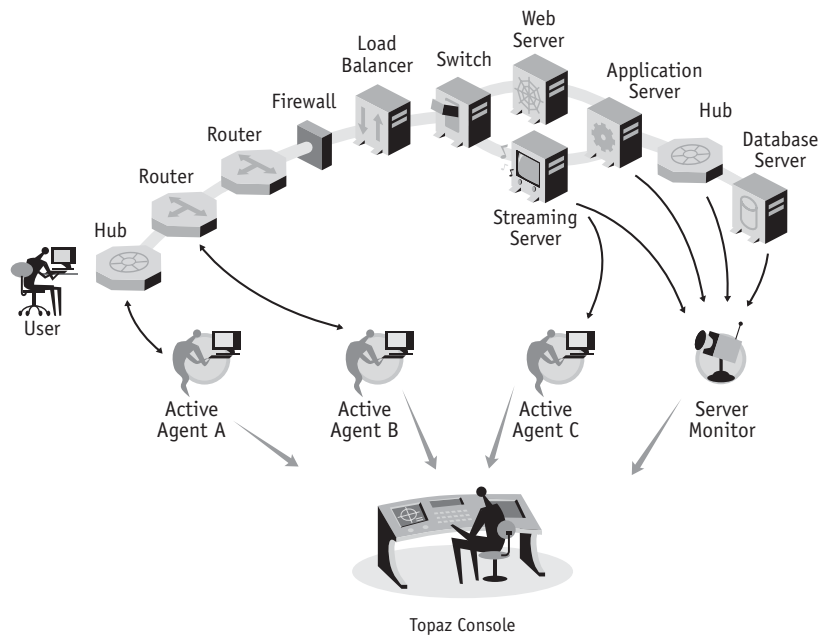 Web
Server
Load
Balancer
Switch
Application
Server
Firewall
Hub
Router
Database
Server
Router
Streaming
Server
Hub
User
Active
Agent A
Active
Agent B
Active
Agent C
Server
Monitor
Topaz Console